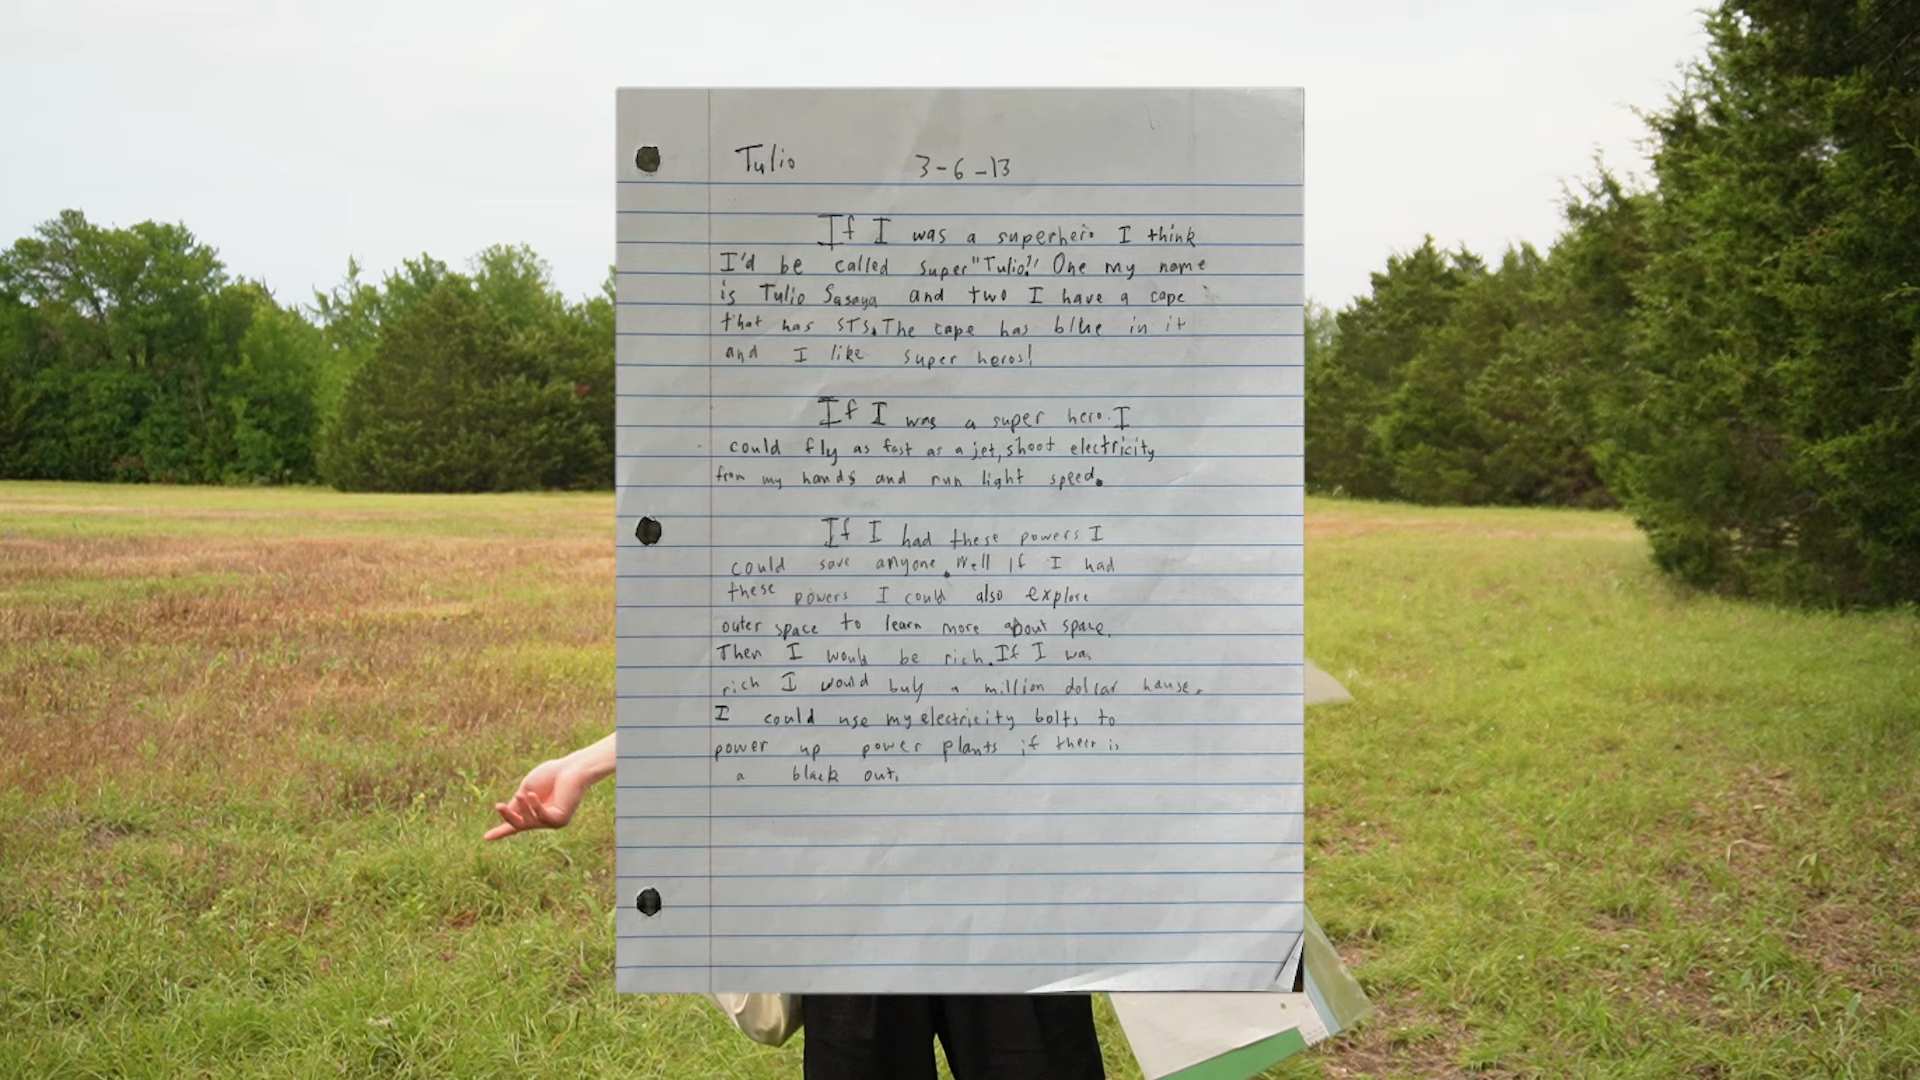 Tulio 3-6-13
If I was a superhero I think
I'd be called super "Tulio!" One my name
is Tulio Sasaya and two I have a cape
that has STS. The cape has blue in it
and I like super heros!
If I was a super hero. I
could fly as fast as a jet, shoot electricity
from my hands and run light speed.
If I had these powers I
could save anyone. Well if I had
these powers I could also explore
outer space to learn more about space.
Then I would be rich. If I was
rich I would buy a million dollar hause.
I could use my electricity bolts to
power up power plants if there is
a black out.